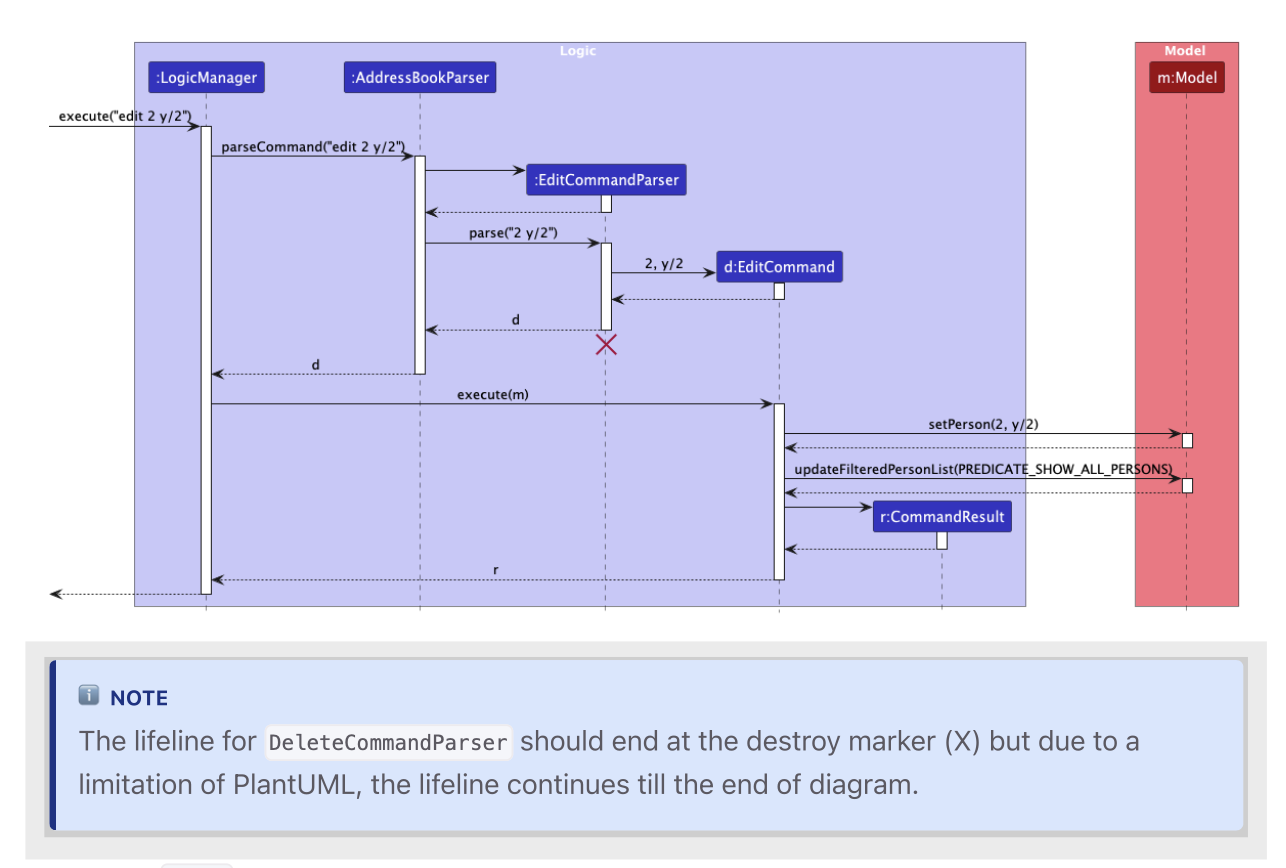 Logic
Model
:LogicManager
:AddressBookParser
m:Model
execute("edit 2 y/2")
parseCommand("edit 2 y/2")
:EditCommandParser
parse("2 y/2")
2, y/2
d:EditCommand
d
d
execute(m)
setPerson(2, y/2)
updateFilteredPersonList(PREDICATE_SHOW_ALL_PERSONS)
r:CommandResult
r
NOTE
The lifeline for DeleteCommandParser should end at the destroy marker (X) but due to a
limitation of PlantUML, the lifeline continues till the end of diagram.